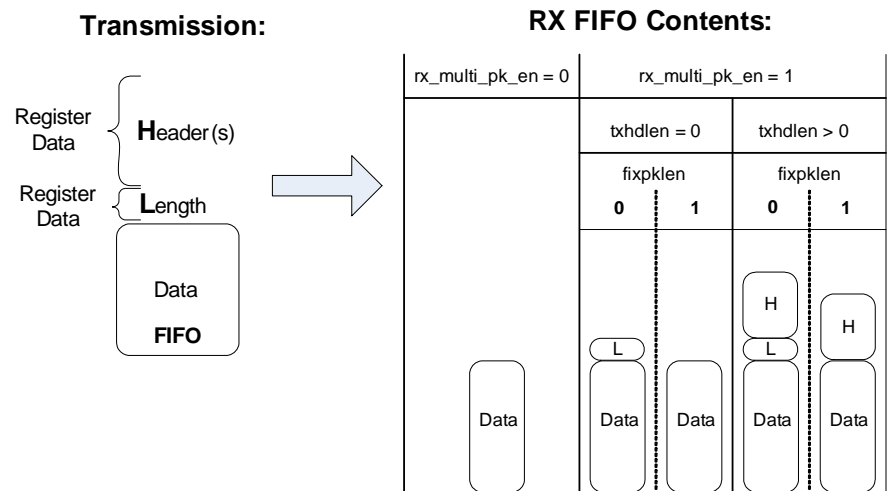 Transmission:
RX FIFO Contents:
rx_multi_pk_en = 0
rx_multi_pk_en = 1
Register
Data
Header(s)
txhdlen = 0
txhdlen > 0
fixpklen
fixpklen
Register
Data
Length
0
1
0
1
Data
FIFO
H
H
L
L
Data
Data
Data
Data
Data